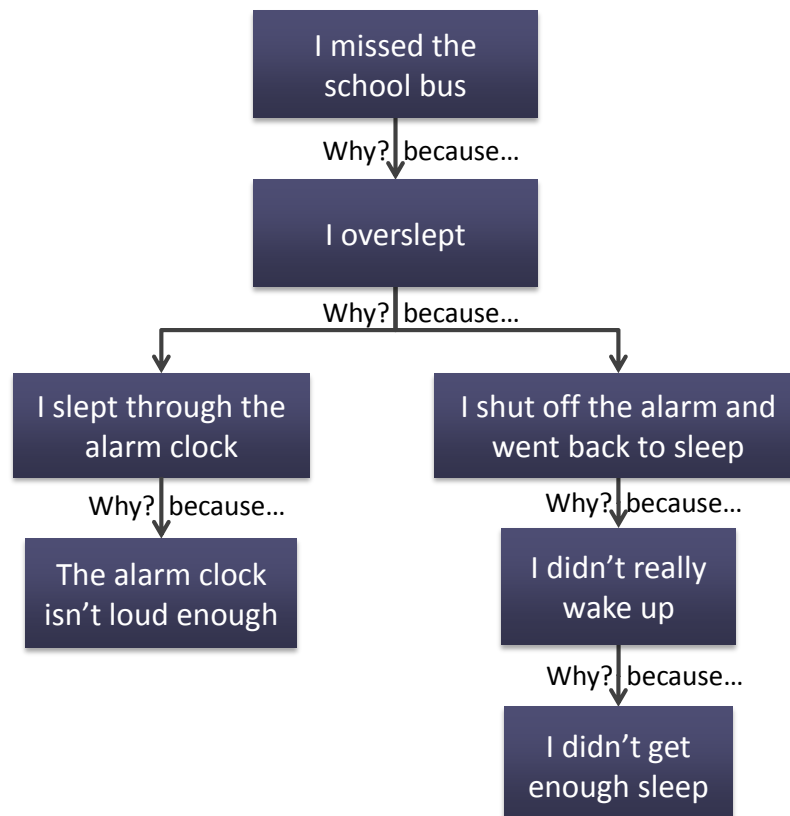 I missed the
school bus
Why? because…
I overslept
Why? because…
I slept through the
alarm clock
I shut off the alarm and
went back to sleep
Why? because…
Why? because…
The alarm clock
isn’t loud enough
I didn’t really
wake up
Why? because…
I didn’t get
enough sleep